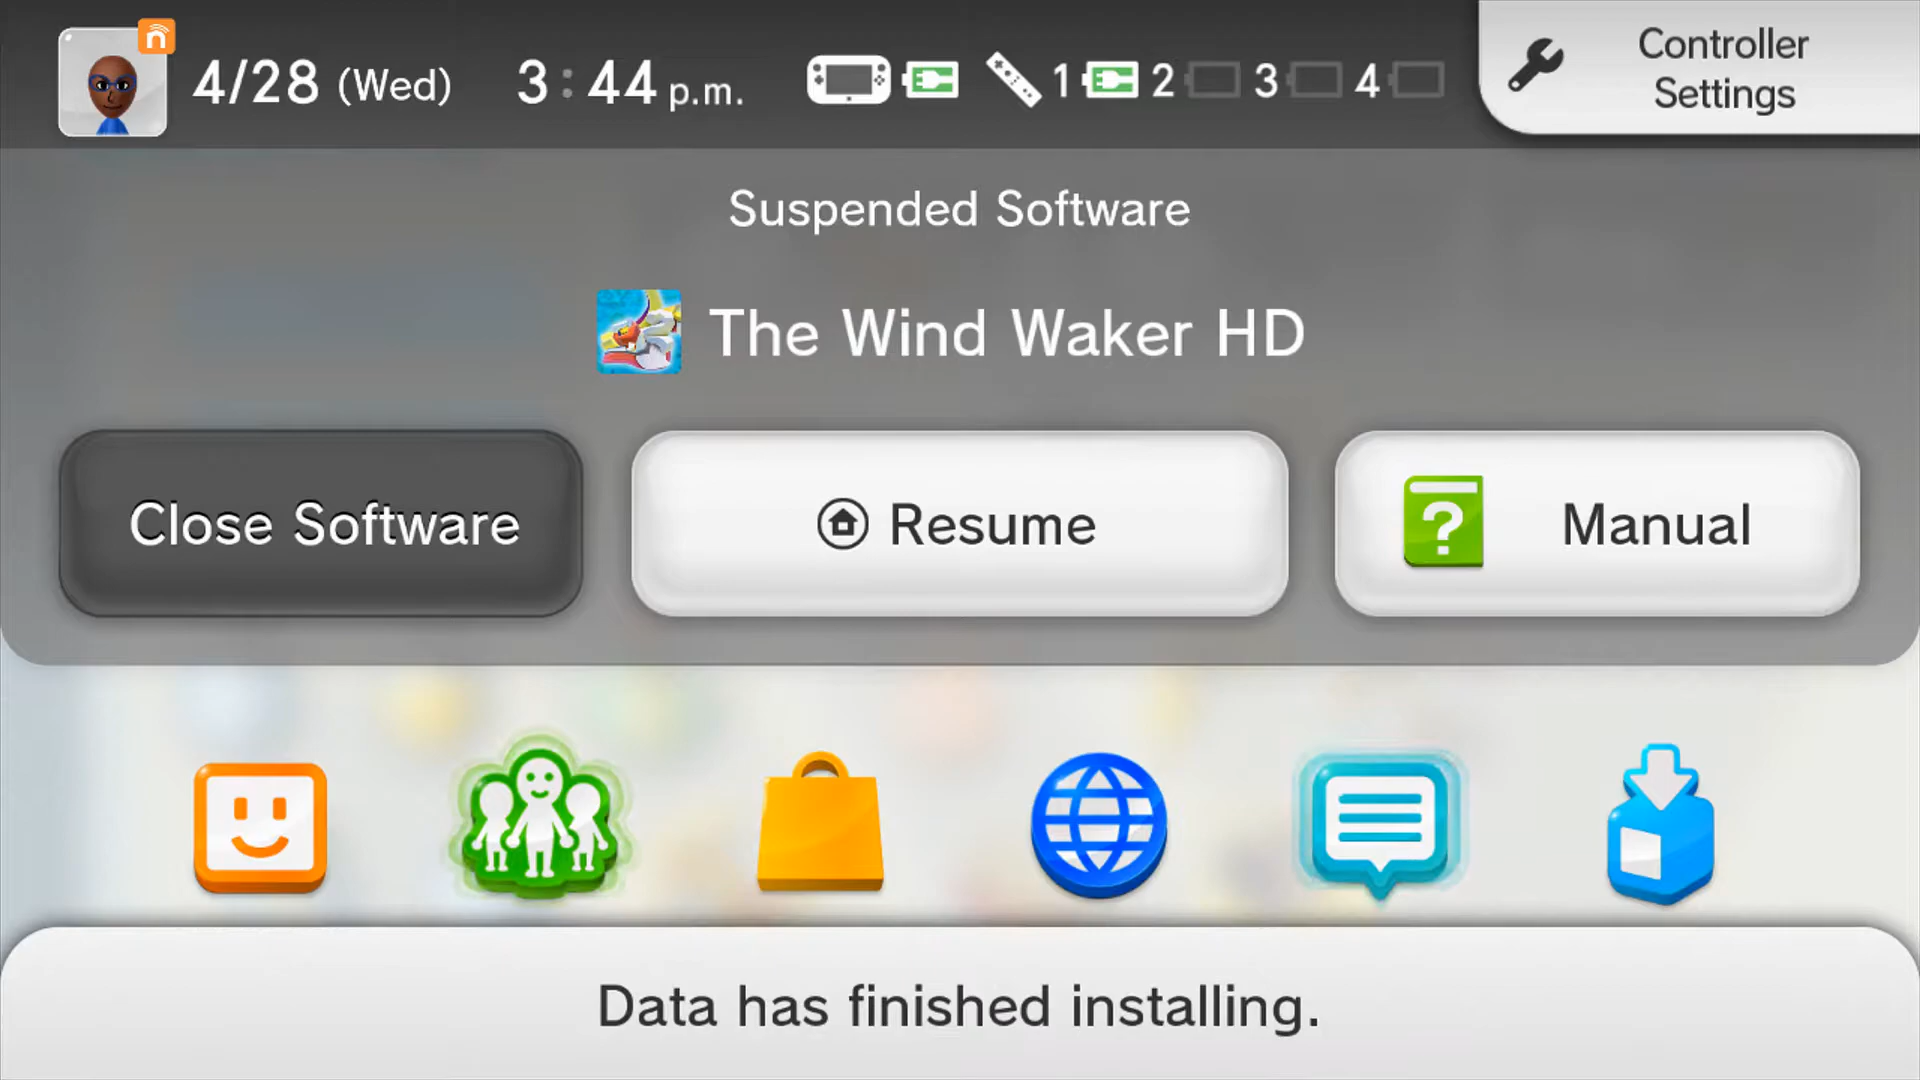 4/28 (Wed) 3:44 p.m. 1 2 3 4
Controller
Settings
Suspended Software
The Wind Waker HD
Close Software
Resume
? Manual
Data has finished installing.